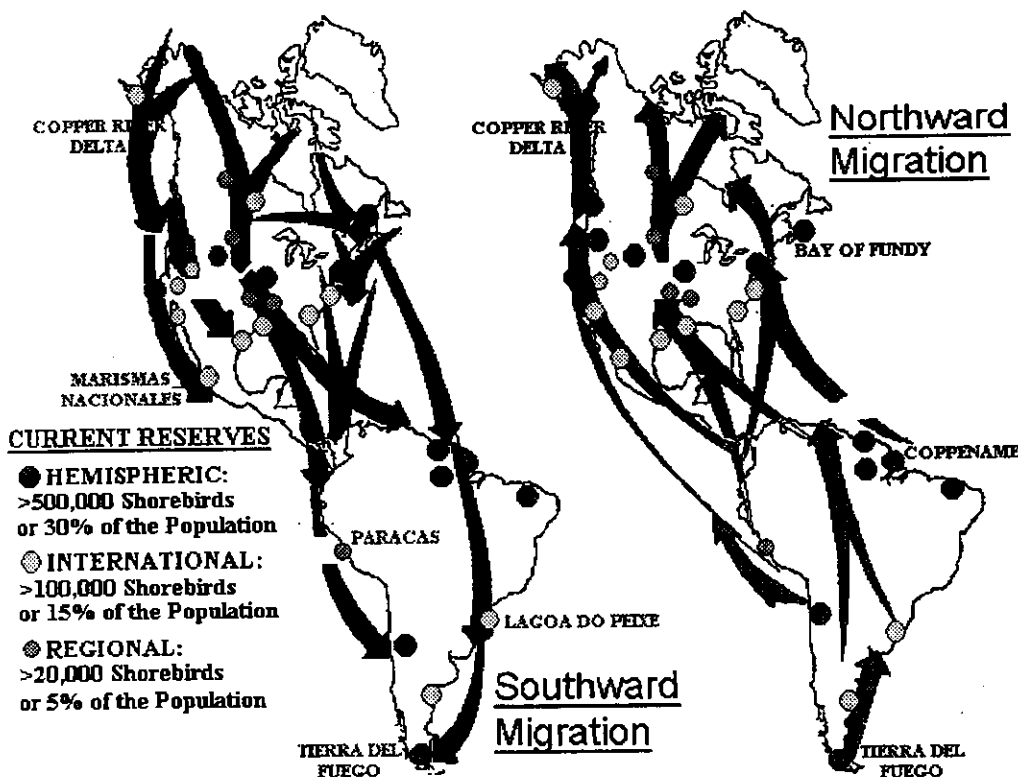 COPPER RIVER
DELTA
MARISMAS
NACIONALES
CURRENT RESERVES
HEMISPHERIC:
>500,000 Shorebirds
or 30% of the Population
INTERNATIONAL:
>100,000 Shorebirds
or 15% of the Population
REGIONAL:
>20,000 Shorebirds
or 5% of the Population
PARACAS
LAGOA DO PEIXE
Southward
Migration
TIERRA DEL
FUEGO
COPPER RIVER
DELTA
Northward
Migration
BAY OF FUNDY
COPPENAME
TIERRA DEL
FUEGO